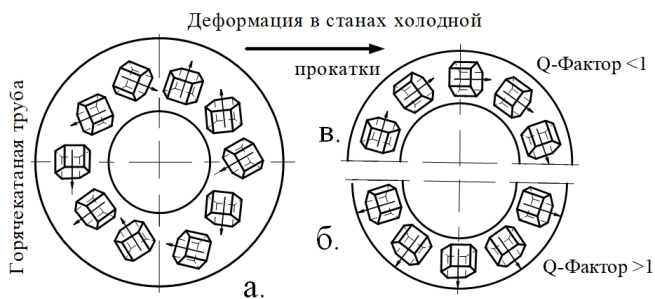 Деформация в станах холодной
прокатки
Горячекатаная труба
Q-Фактор <1
в.
б.
Q-Фактор >1
а.